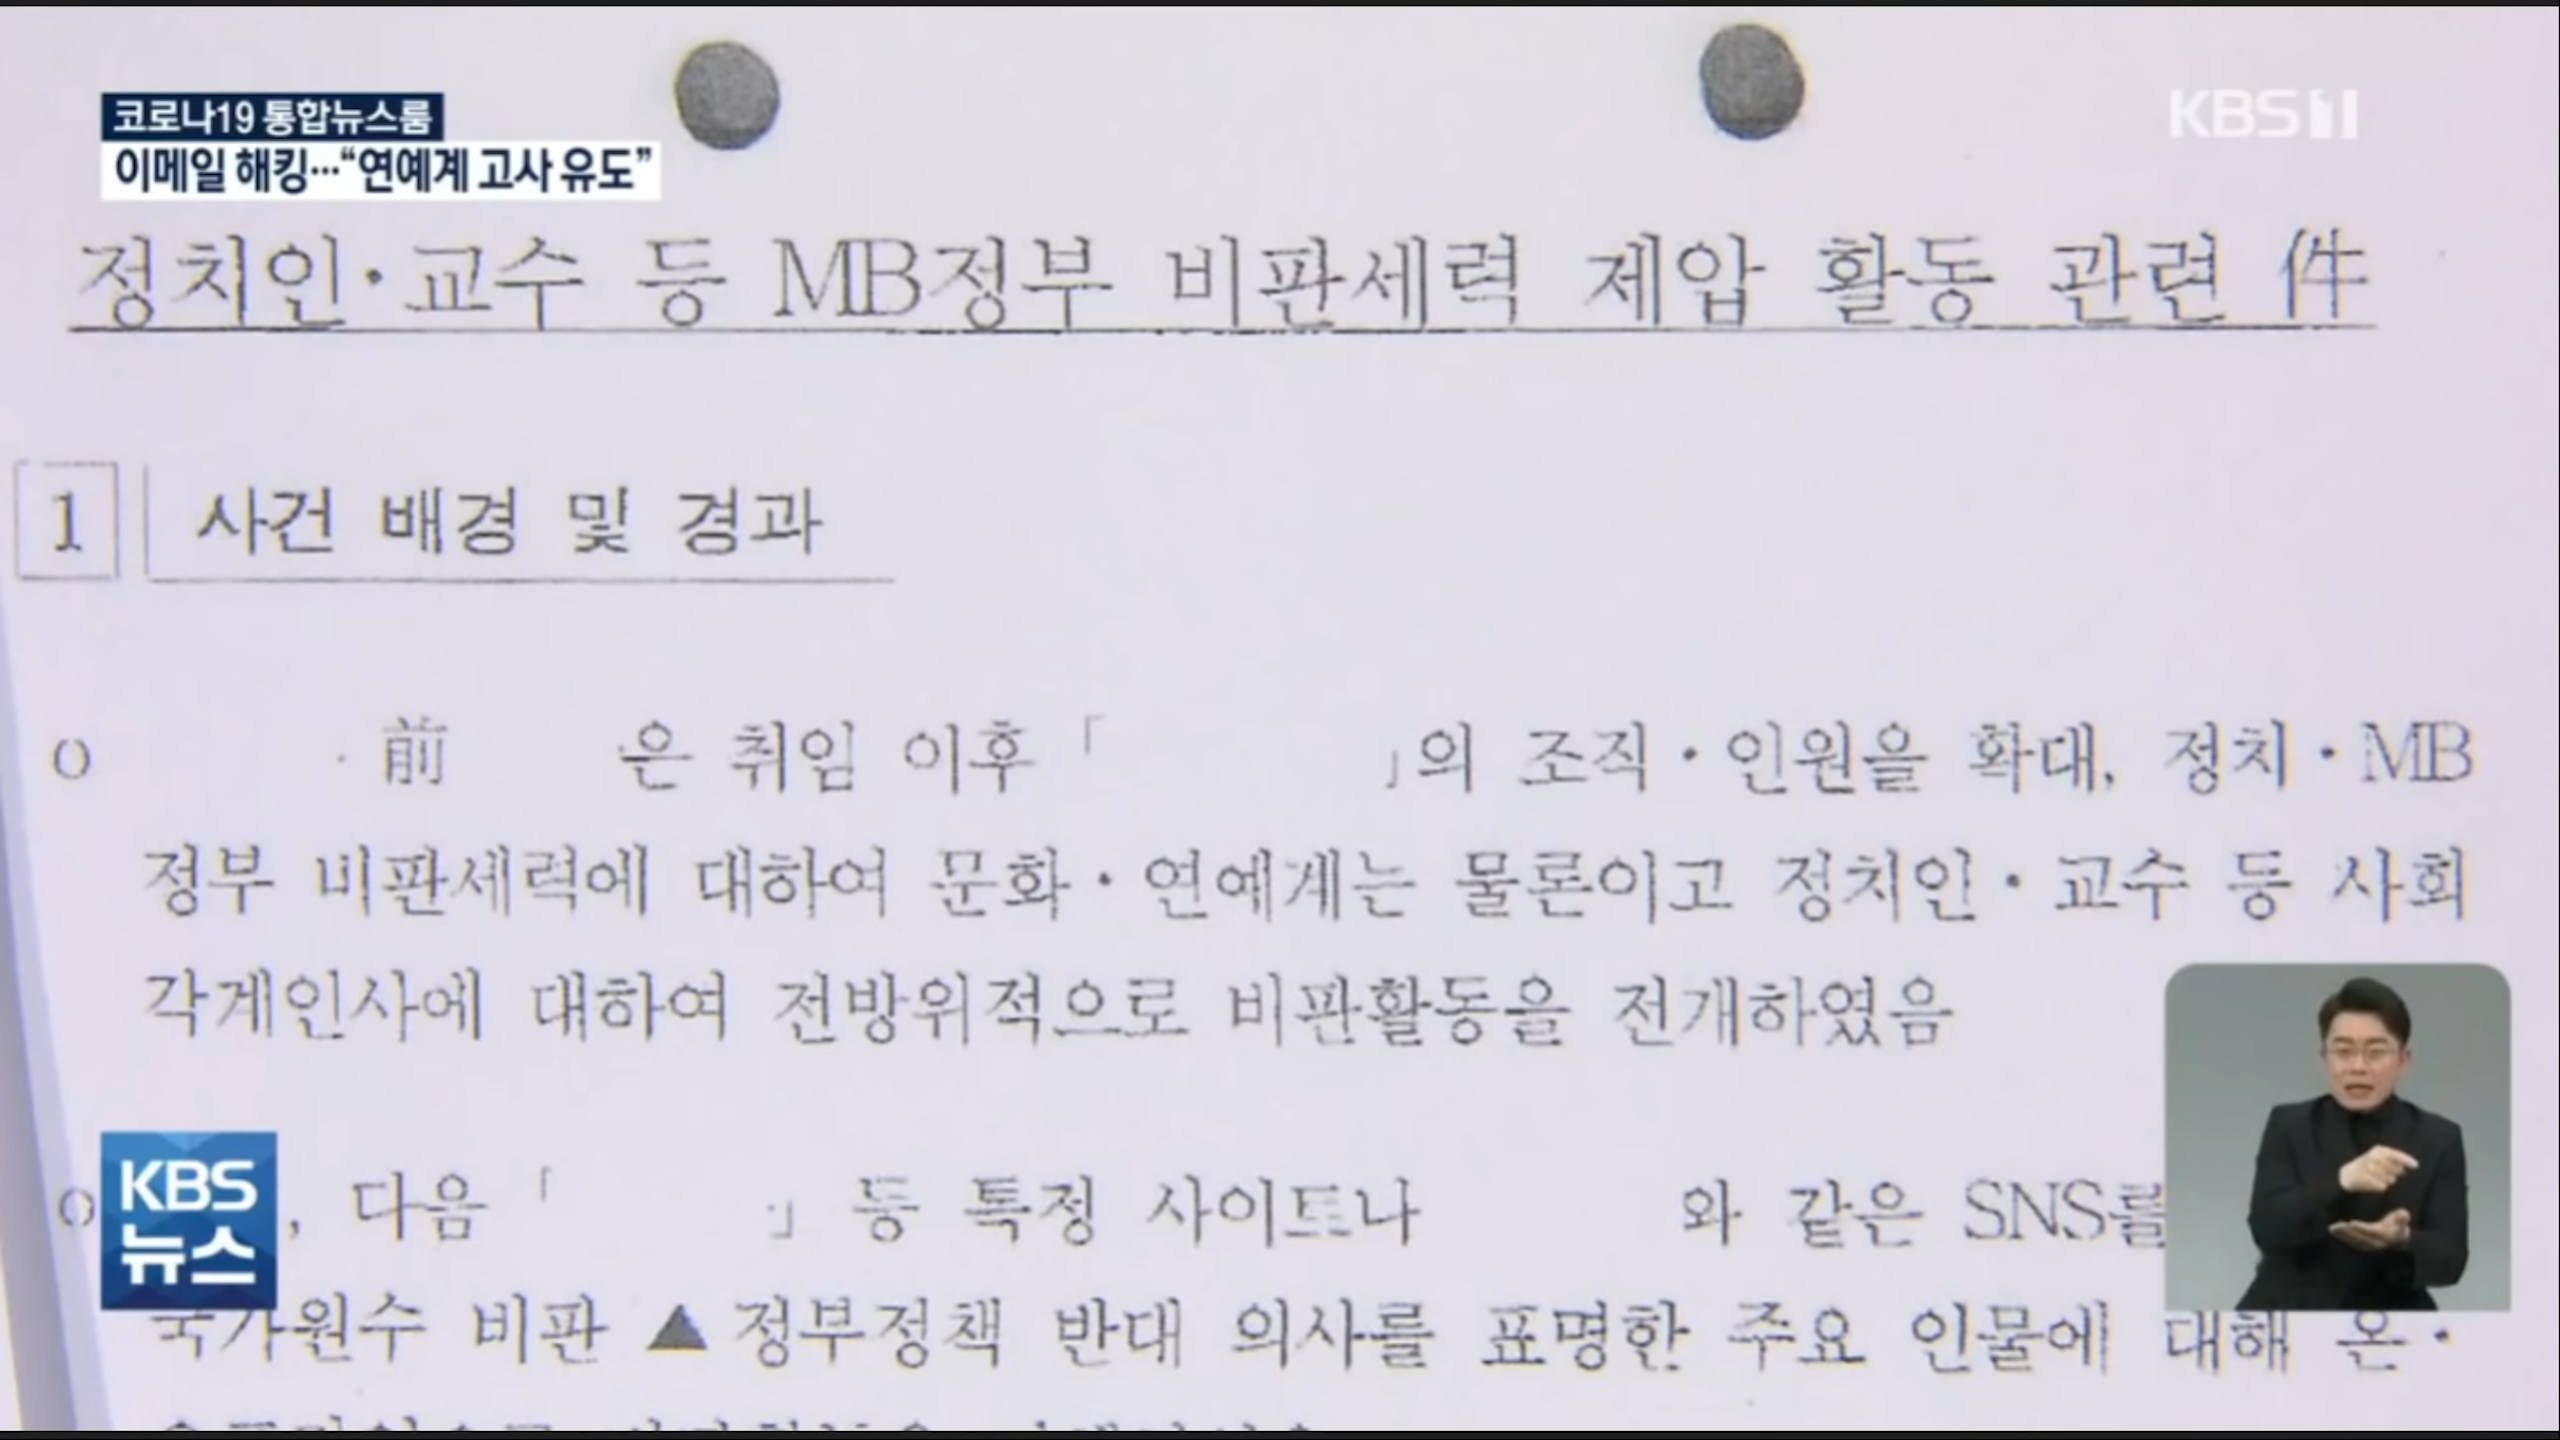 코로나19 통합뉴스룸
이메일 해킹…“연예계 고사 유도”
KBS 1
정치인·교수 등 MB정부 비판세력 제압 활동 관련 件
1 사건 배경 및 경과
o 前 은 취임 이후 「 」의 조직·인원을 확대, 정치·MB
정부 비판세력에 대하여 문화·연예계는 물론이고 정치인·교수 등 사회
각계인사에 대하여 전방위적으로 비판활동을 전개하였음
o , 다음 「 」 등 특정 사이트나 와 같은 SNS를
국가원수 비판 ▲정부정책 반대 의사를 표명한 주요 인물에 대해 온·
KBS
뉴스